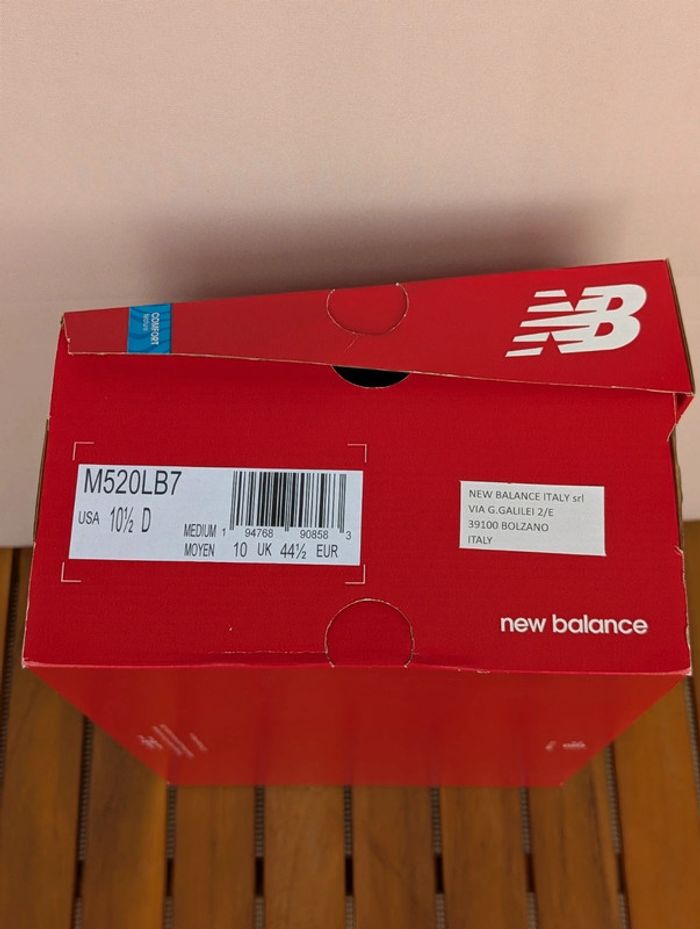 COMFORT
NB
M520LB7
USA 10½ D
MEDIUM 1 94768 90858 3
MOYEN 10 UK 44½ EUR
NEW BALANCE ITALY srl
VIA G.GALILEI 2/E
39100 BOLZANO
ITALY
new balance